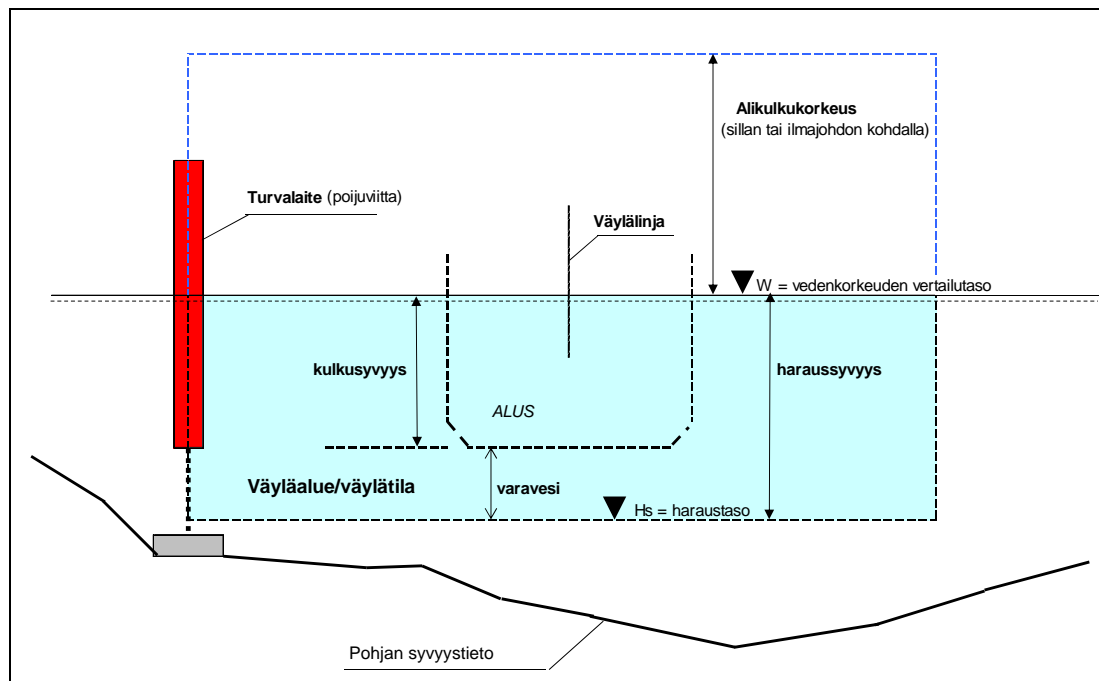 Alikulkukorkeus
(sillan tai ilmajohdon kohdalla)
Turvalaite (poijuviitta)
Väylälinja
W = vedenkorkeuden vertailutaso
kulkusyvyys
haraussyvyys
ALUS
Väyläalue/väylätila
varavesi
Hs = haraustaso
Pohjan syvyystieto